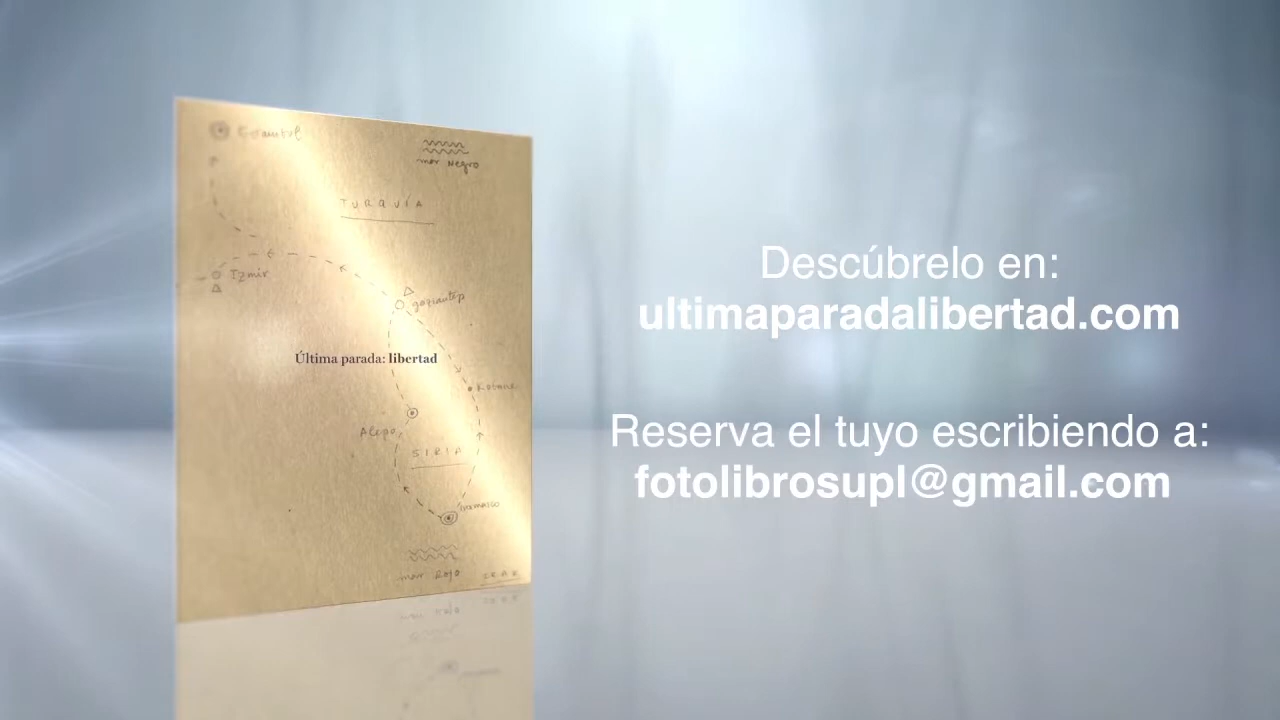 Estambul
mar Negro
TURQUÍA
Izmir
gaziantep
Última parada: libertad
Kobane
Alepo
SIRIA
Damasco
mar Rojo
Descúbrelo en:
ultimaparadalibertad.com
Reserva el tuyo escribiendo a:
fotolibrosupl@gmail.com